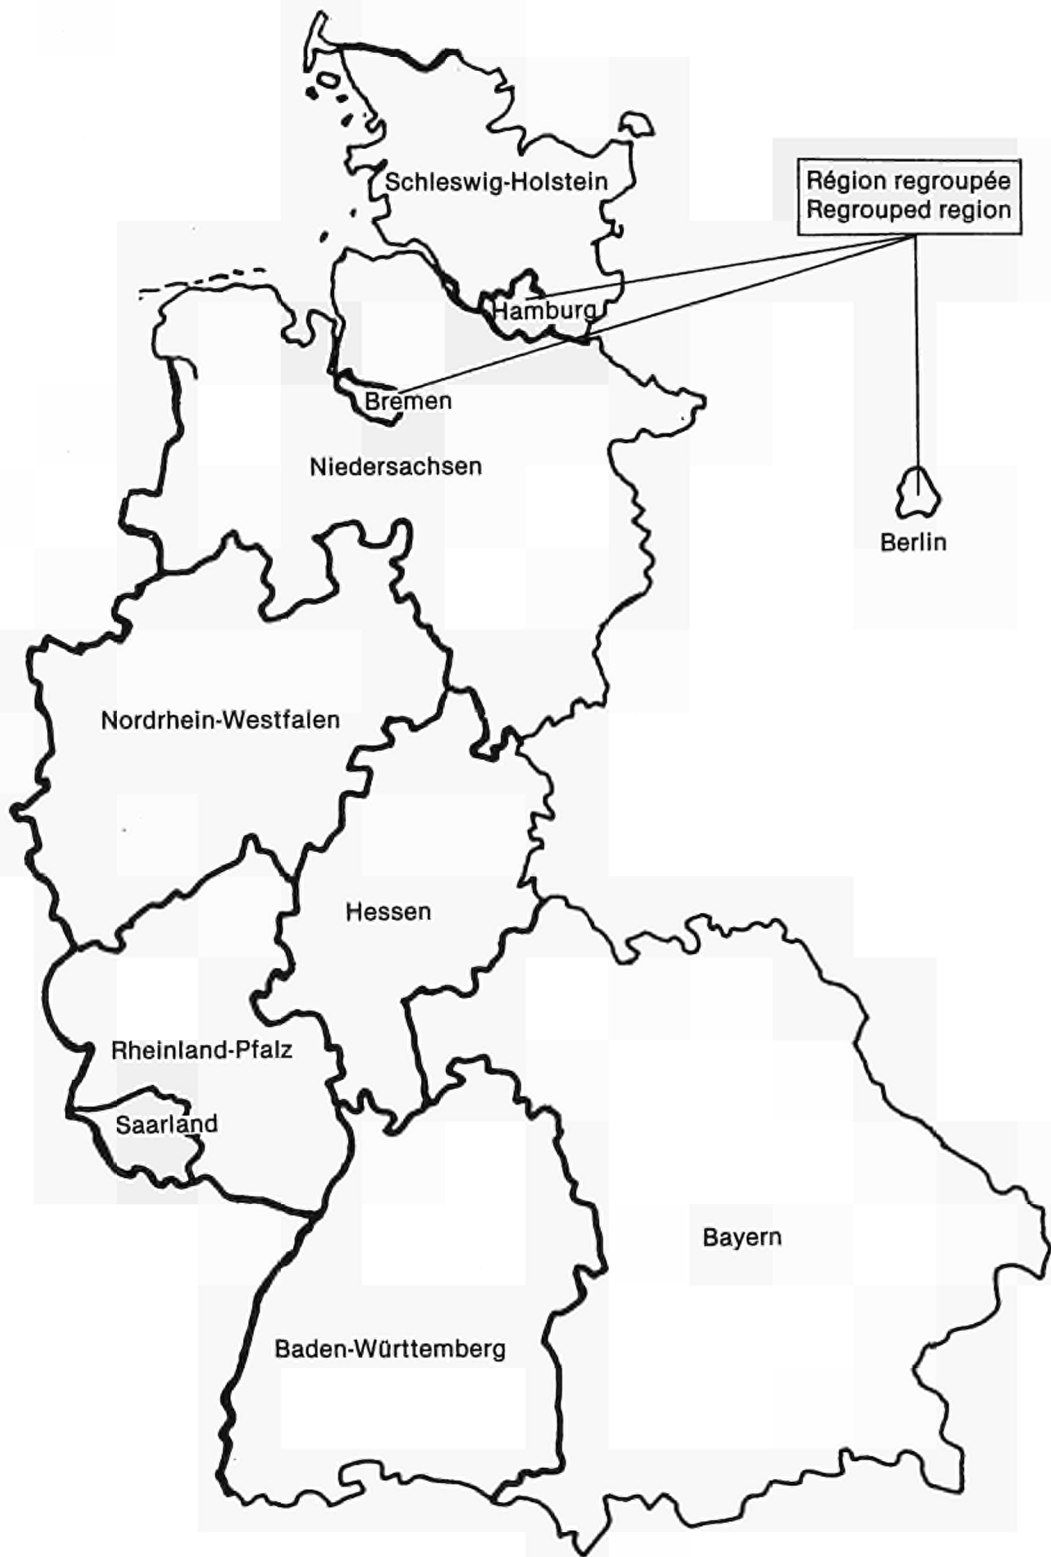 Schleswig-Holstein
Région regroupée
Regrouped region
Hamburg
Bremen
Niedersachsen
Berlin
Nordrhein-Westfalen
Hessen
Rheinland-Pfalz
Saarland
Bayern
Baden-Württemberg